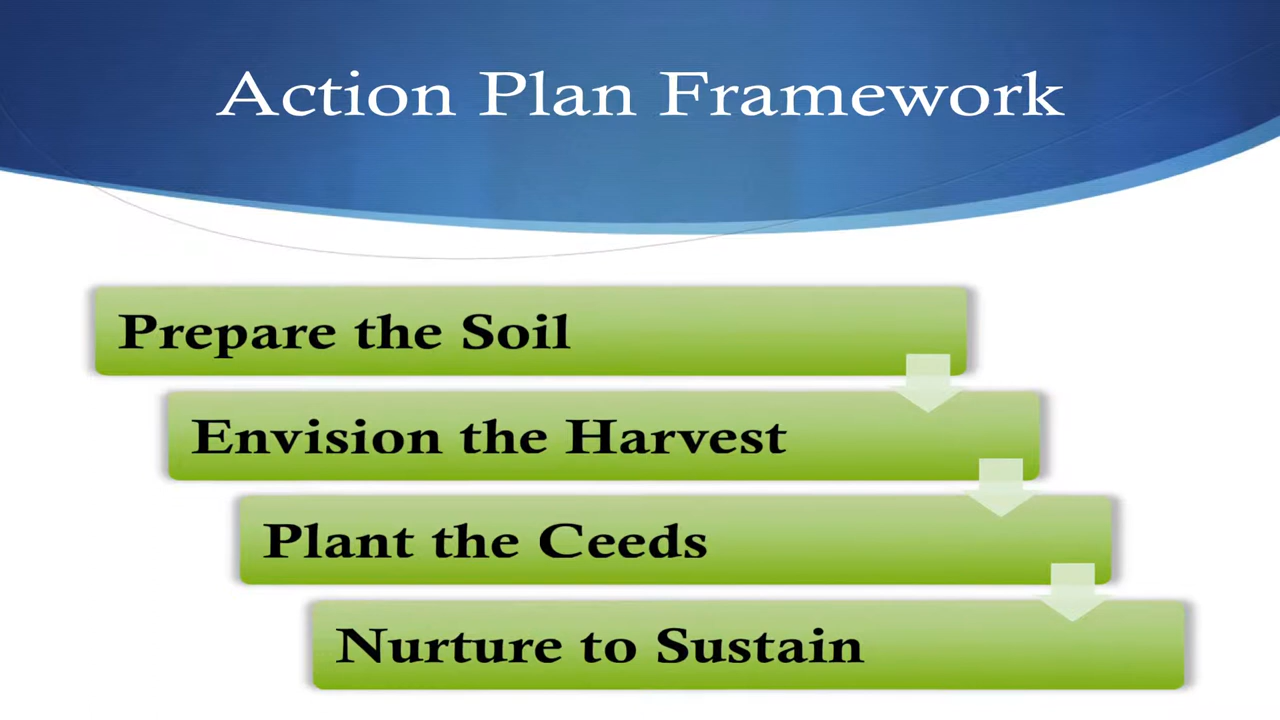 Action Plan Framework
Prepare the Soil
Envision the Harvest
Plant the Ceeds
Nurture to Sustain